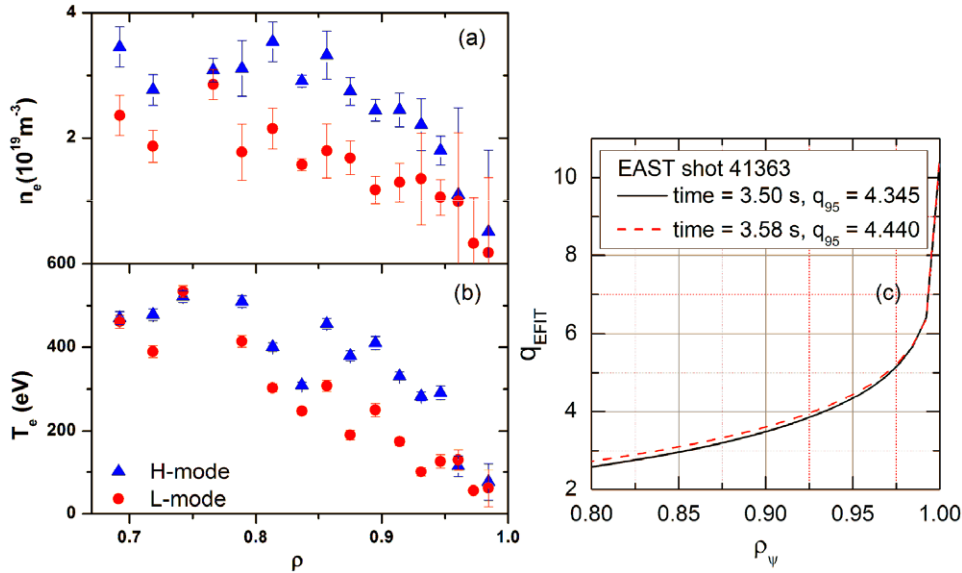 (a)
4
2
n_e(10^19 m^-3)
600
(b)
400
200
0
T_e (eV)
H-mode
L-mode
0.7 0.8 0.9 1.0
ρ
EAST shot 41363
time = 3.50 s, q_95 = 4.345
time = 3.58 s, q_95 = 4.440
(c)
10
8
6
4
2
q_EFIT
0.80 0.85 0.90 0.95 1.00
ρ_ψ